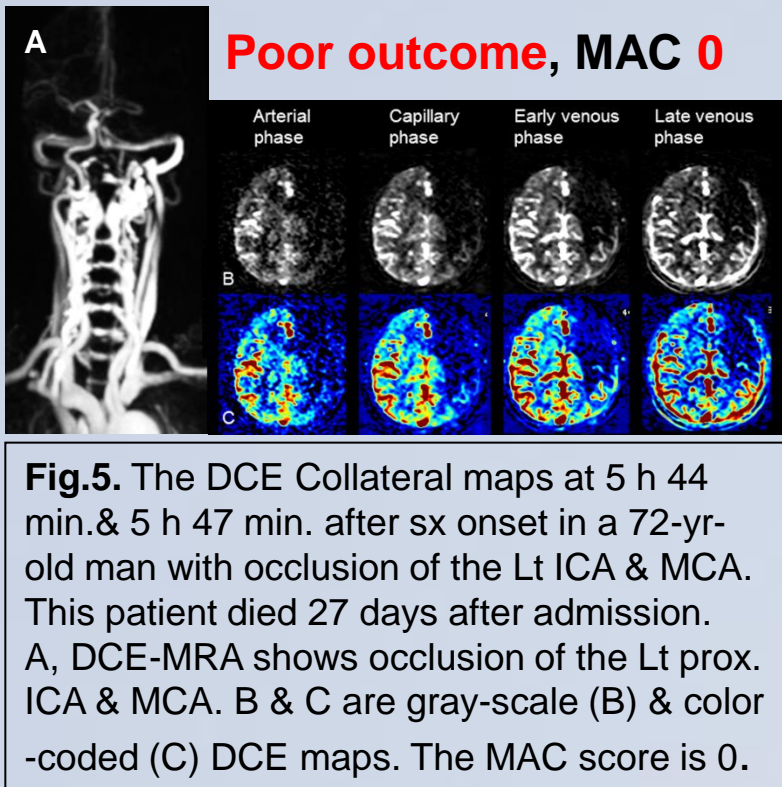 A
Poor outcome, MAC 0
Arterial phase
Capillary phase
Early venous phase
Late venous phase
B
C
Fig.5. The DCE Collateral maps at 5 h 44
min.& 5 h 47 min. after sx onset in a 72-yr-
old man with occlusion of the Lt ICA & MCA.
This patient died 27 days after admission.
A, DCE-MRA shows occlusion of the Lt prox.
ICA & MCA. B & C are gray-scale (B) & color
-coded (C) DCE maps. The MAC score is 0.